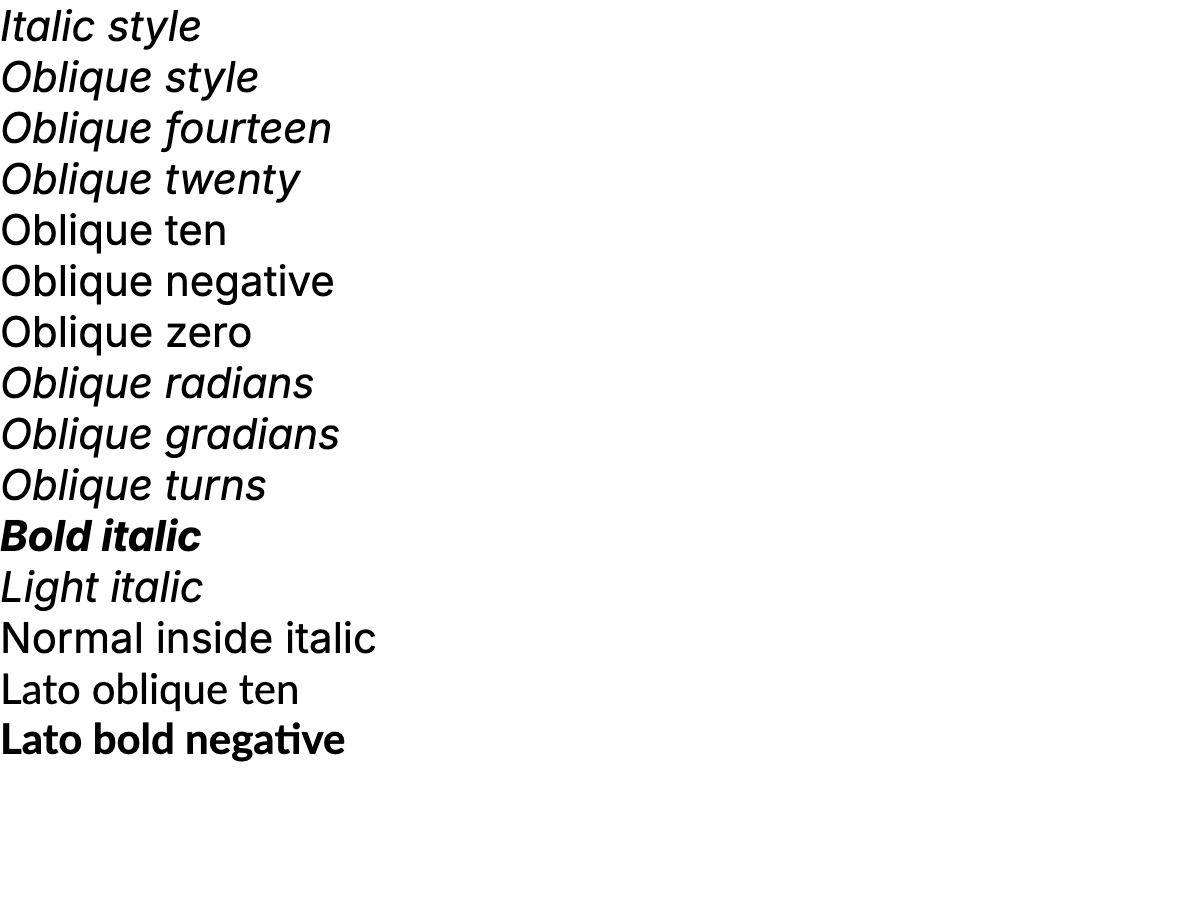 Italic style
Oblique style
Oblique fourteen
Oblique twenty
Oblique ten
Oblique negative
Oblique zero
Oblique radians
Oblique gradians
Oblique turns
Bold italic
Light italic
Normal inside italic
Lato oblique ten
Lato bold negative